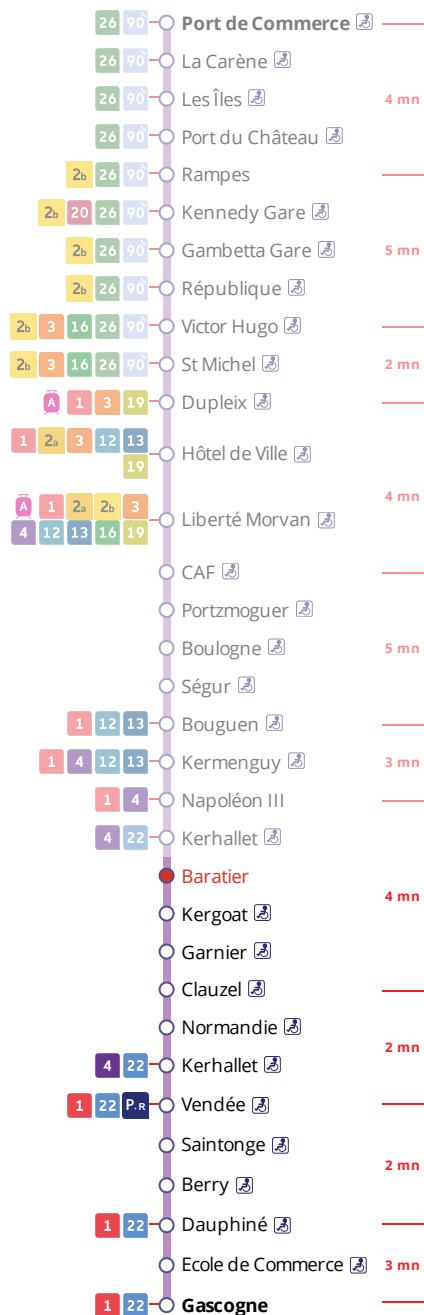 26 90 Port de Commerce
26 90 La Carène
26 90 Les Îles 4 mn
26 90 Port du Château
2b 26 90 Rampes
2b 20 26 90 Kennedy Gare
2b 26 90 Gambetta Gare 5 mn
2b 26 90 République
2b 3 16 26 90 Victor Hugo
2b 3 16 26 90 St Michel 2 mn
A 1 3 19 Dupleix
1 2a 3 12 13
19 Hôtel de Ville
4 mn
A 1 2a 2b 3
4 12 13 16 19 Liberté Morvan
CAF
Portzmoguer
Boulogne 5 mn
Ségur
1 12 13 Bouguen
1 4 12 13 Kermenguy 3 mn
1 4 Napoléon III
4 22 Kerhallet
Baratier
4 mn
Kergoat
Garnier
Clauzel
Normandie
2 mn
4 22 Kerhallet
1 22 P+R Vendée
Saintonge
2 mn
Berry
1 22 Dauphiné
Ecole de Commerce 3 mn
1 22 Gascogne